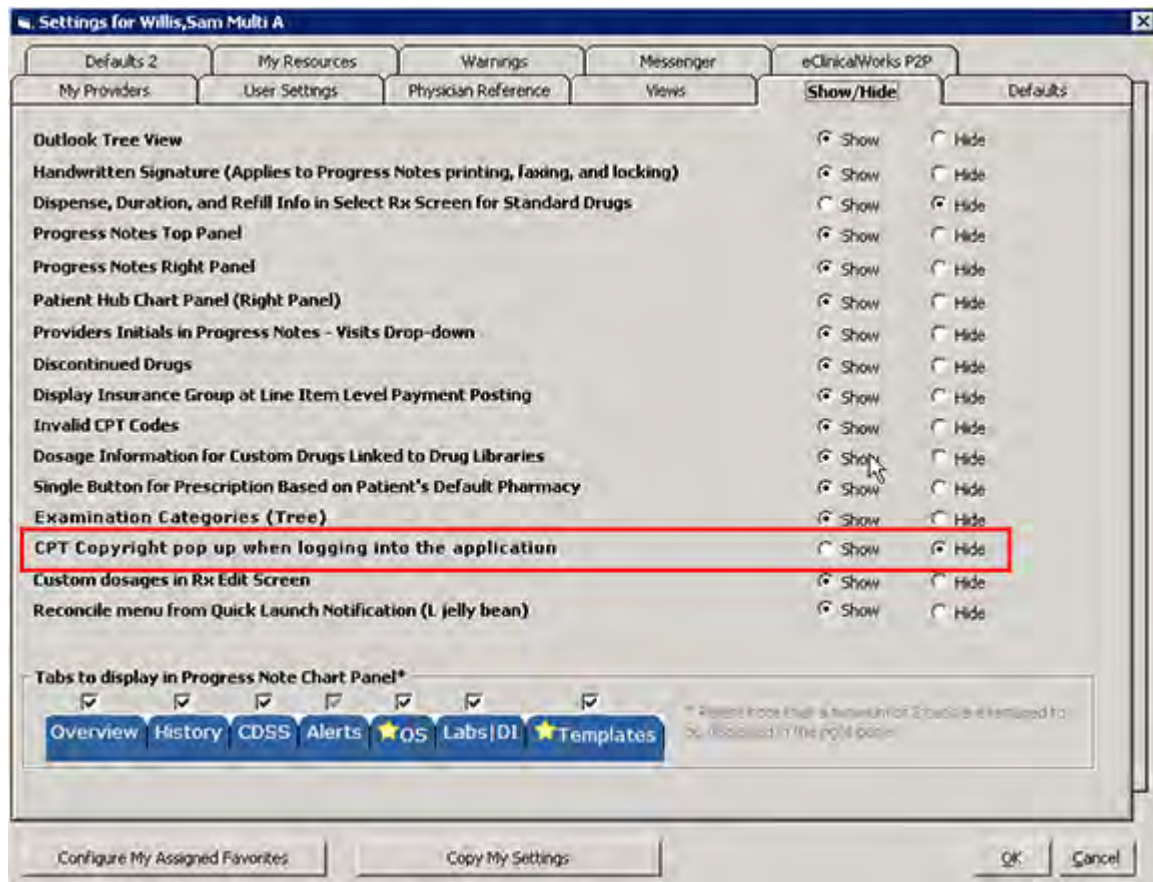 Settings for Willis,Sam Multi A
Defaults 2 My Resources Warnings Messenger eClinicalWorks P2P
My Providers User Settings Physician Reference Views Show/Hide Defaults
Outlook Tree View Show Hide
Handwritten Signature (Applies to Progress Notes printing, faxing, and locking) Show Hide
Dispense, Duration, and Refill Info in Select Rx Screen for Standard Drugs Show Hide
Progress Notes Top Panel Show Hide
Progress Notes Right Panel Show Hide
Patient Hub Chart Panel (Right Panel) Show Hide
Providers Initials in Progress Notes - Visits Drop-down Show Hide
Discontinued Drugs Show Hide
Display Insurance Group at Line Item Level Payment Posting Show Hide
Invalid CPT Codes Show Hide
Dosage Information for Custom Drugs Linked to Drug Libraries Show Hide
Single Button for Prescription Based on Patient's Default Pharmacy Show Hide
Examination Categories (Tree) Show Hide
CPT Copyright pop up when logging into the application Show Hide
Custom dosages in Rx Edit Screen Show Hide
Reconcile menu from Quick Launch Notification (L jelly bean) Show Hide
Tabs to display in Progress Note Chart Panel*
Overview History CDSS Alerts OS Labs|DI Templates
Configure My Assigned Favorites Copy My Settings OK Cancel